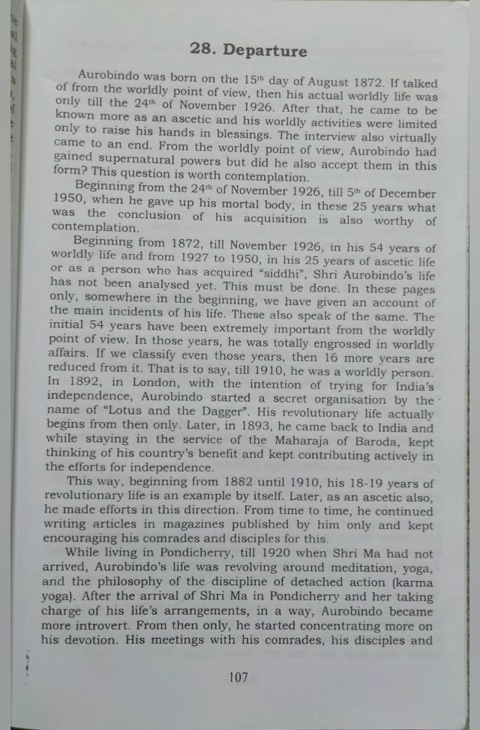 28. Departure
Aurobindo was born on the 15th day of August 1872. If talked
of from the worldly point of view, then his actual worldly life was
only till the 24th of November 1926. After that, he came to be
known more as an ascetic and his worldly activities were limited
only to raise his hands in blessings. The interview also virtually
came to an end. From the worldly point of view, Aurobindo had
gained supernatural powers but did he also accept them in this
form? This question is worth contemplation.
Beginning from the 24th of November 1926, till 5th of December
1950, when he gave up his mortal body, in these 25 years what
was the conclusion of his acquisition is also worthy of
contemplation.
Beginning from 1872, till November 1926, in his 54 years of
worldly life and from 1927 to 1950, in his 25 years of ascetic life
or as a person who has acquired “siddhi”, Shri Aurobindo’s life
has not been analysed yet. This must be done. In these pages
only, somewhere in the beginning, we have given an account of
the main incidents of his life. These also speak of the same. The
initial 54 years have been extremely important from the worldly
point of view. In those years, he was totally engrossed in worldly
affairs. If we classify even those years, then 16 more years are
reduced from it. That is to say, till 1910, he was a worldly person.
In 1892, in London, with the intention of trying for India’s
independence, Aurobindo started a secret organisation by the
name of “Lotus and the Dagger”. His revolutionary life actually
begins from then only. Later, in 1893, he came back to India and
while staying in the service of the Maharaja of Baroda, kept
thinking of his country’s benefit and kept contributing actively in
the efforts for independence.
This way, beginning from 1882 until 1910, his 18-19 years of
revolutionary life is an example by itself. Later, as an ascetic also,
he made efforts in this direction. From time to time, he continued
writing articles in magazines published by him only and kept
encouraging his comrades and disciples for this.
While living in Pondicherry, till 1920 when Shri Ma had not
arrived, Aurobindo’s life was revolving around meditation, yoga,
and the philosophy of the discipline of detached action (karma
yoga). After the arrival of Shri Ma in Pondicherry and her taking
charge of his life’s arrangements, in a way, Aurobindo became
more introvert. From then only, he started concentrating more on
his devotion. His meetings with his comrades, his disciples and
107